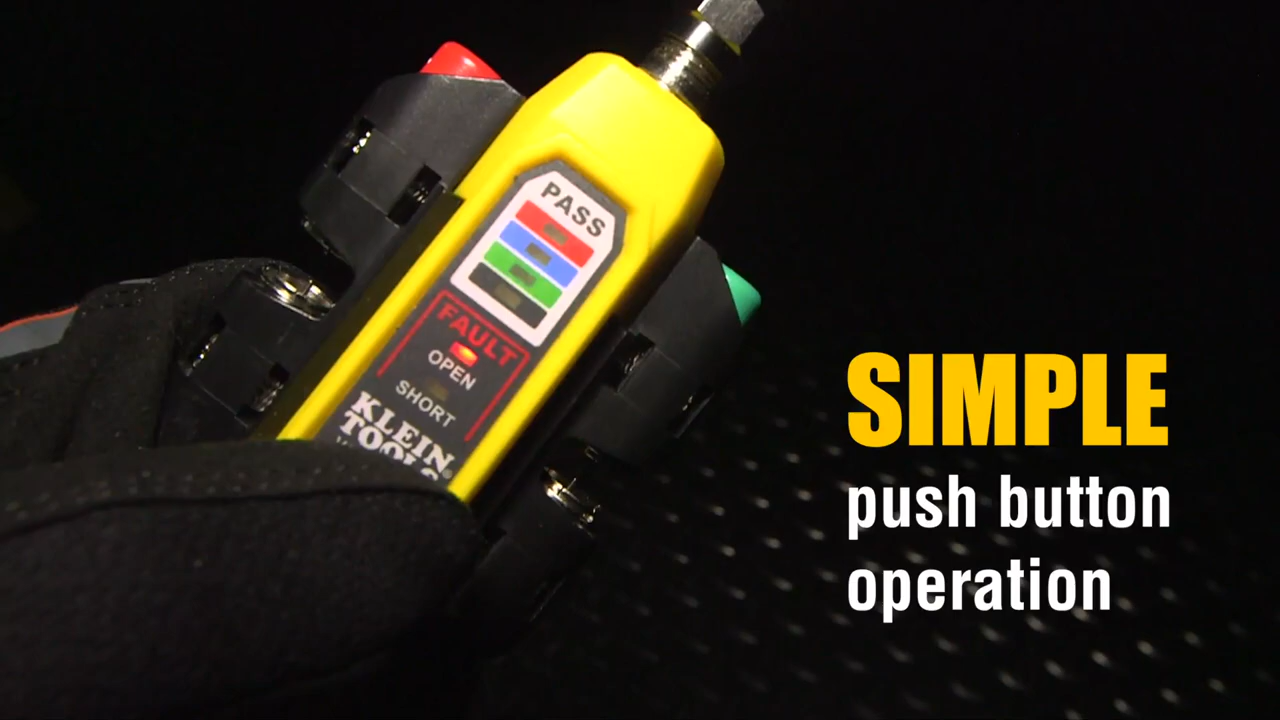 PASS
FAULT
OPEN
SHORT
KLEIN
TOOLS
SIMPLE
push button
operation